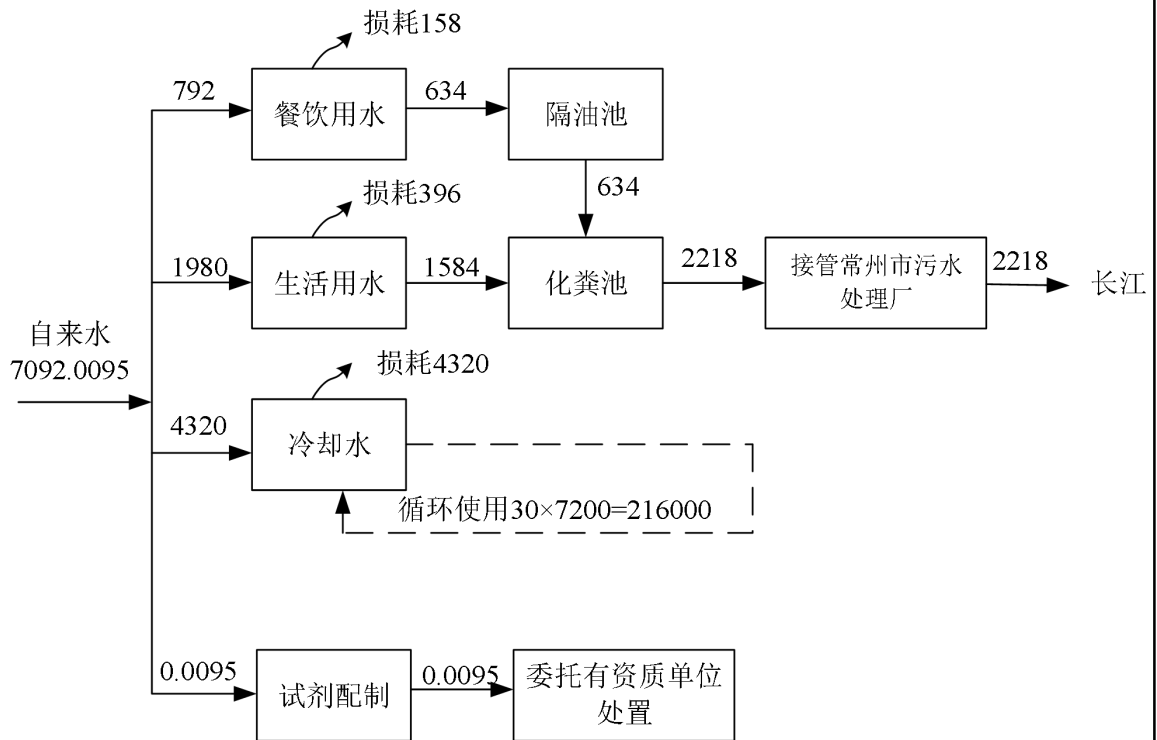 损耗158
792
餐饮用水
634
隔油池
634
损耗396
1980
生活用水
1584
化粪池
2218
接管常州市污水
处理厂
2218
长江
自来水
7092.0095
损耗4320
4320
冷却水
循环使用30×7200=216000
0.0095
试剂配制
0.0095
委托有资质单位
处置